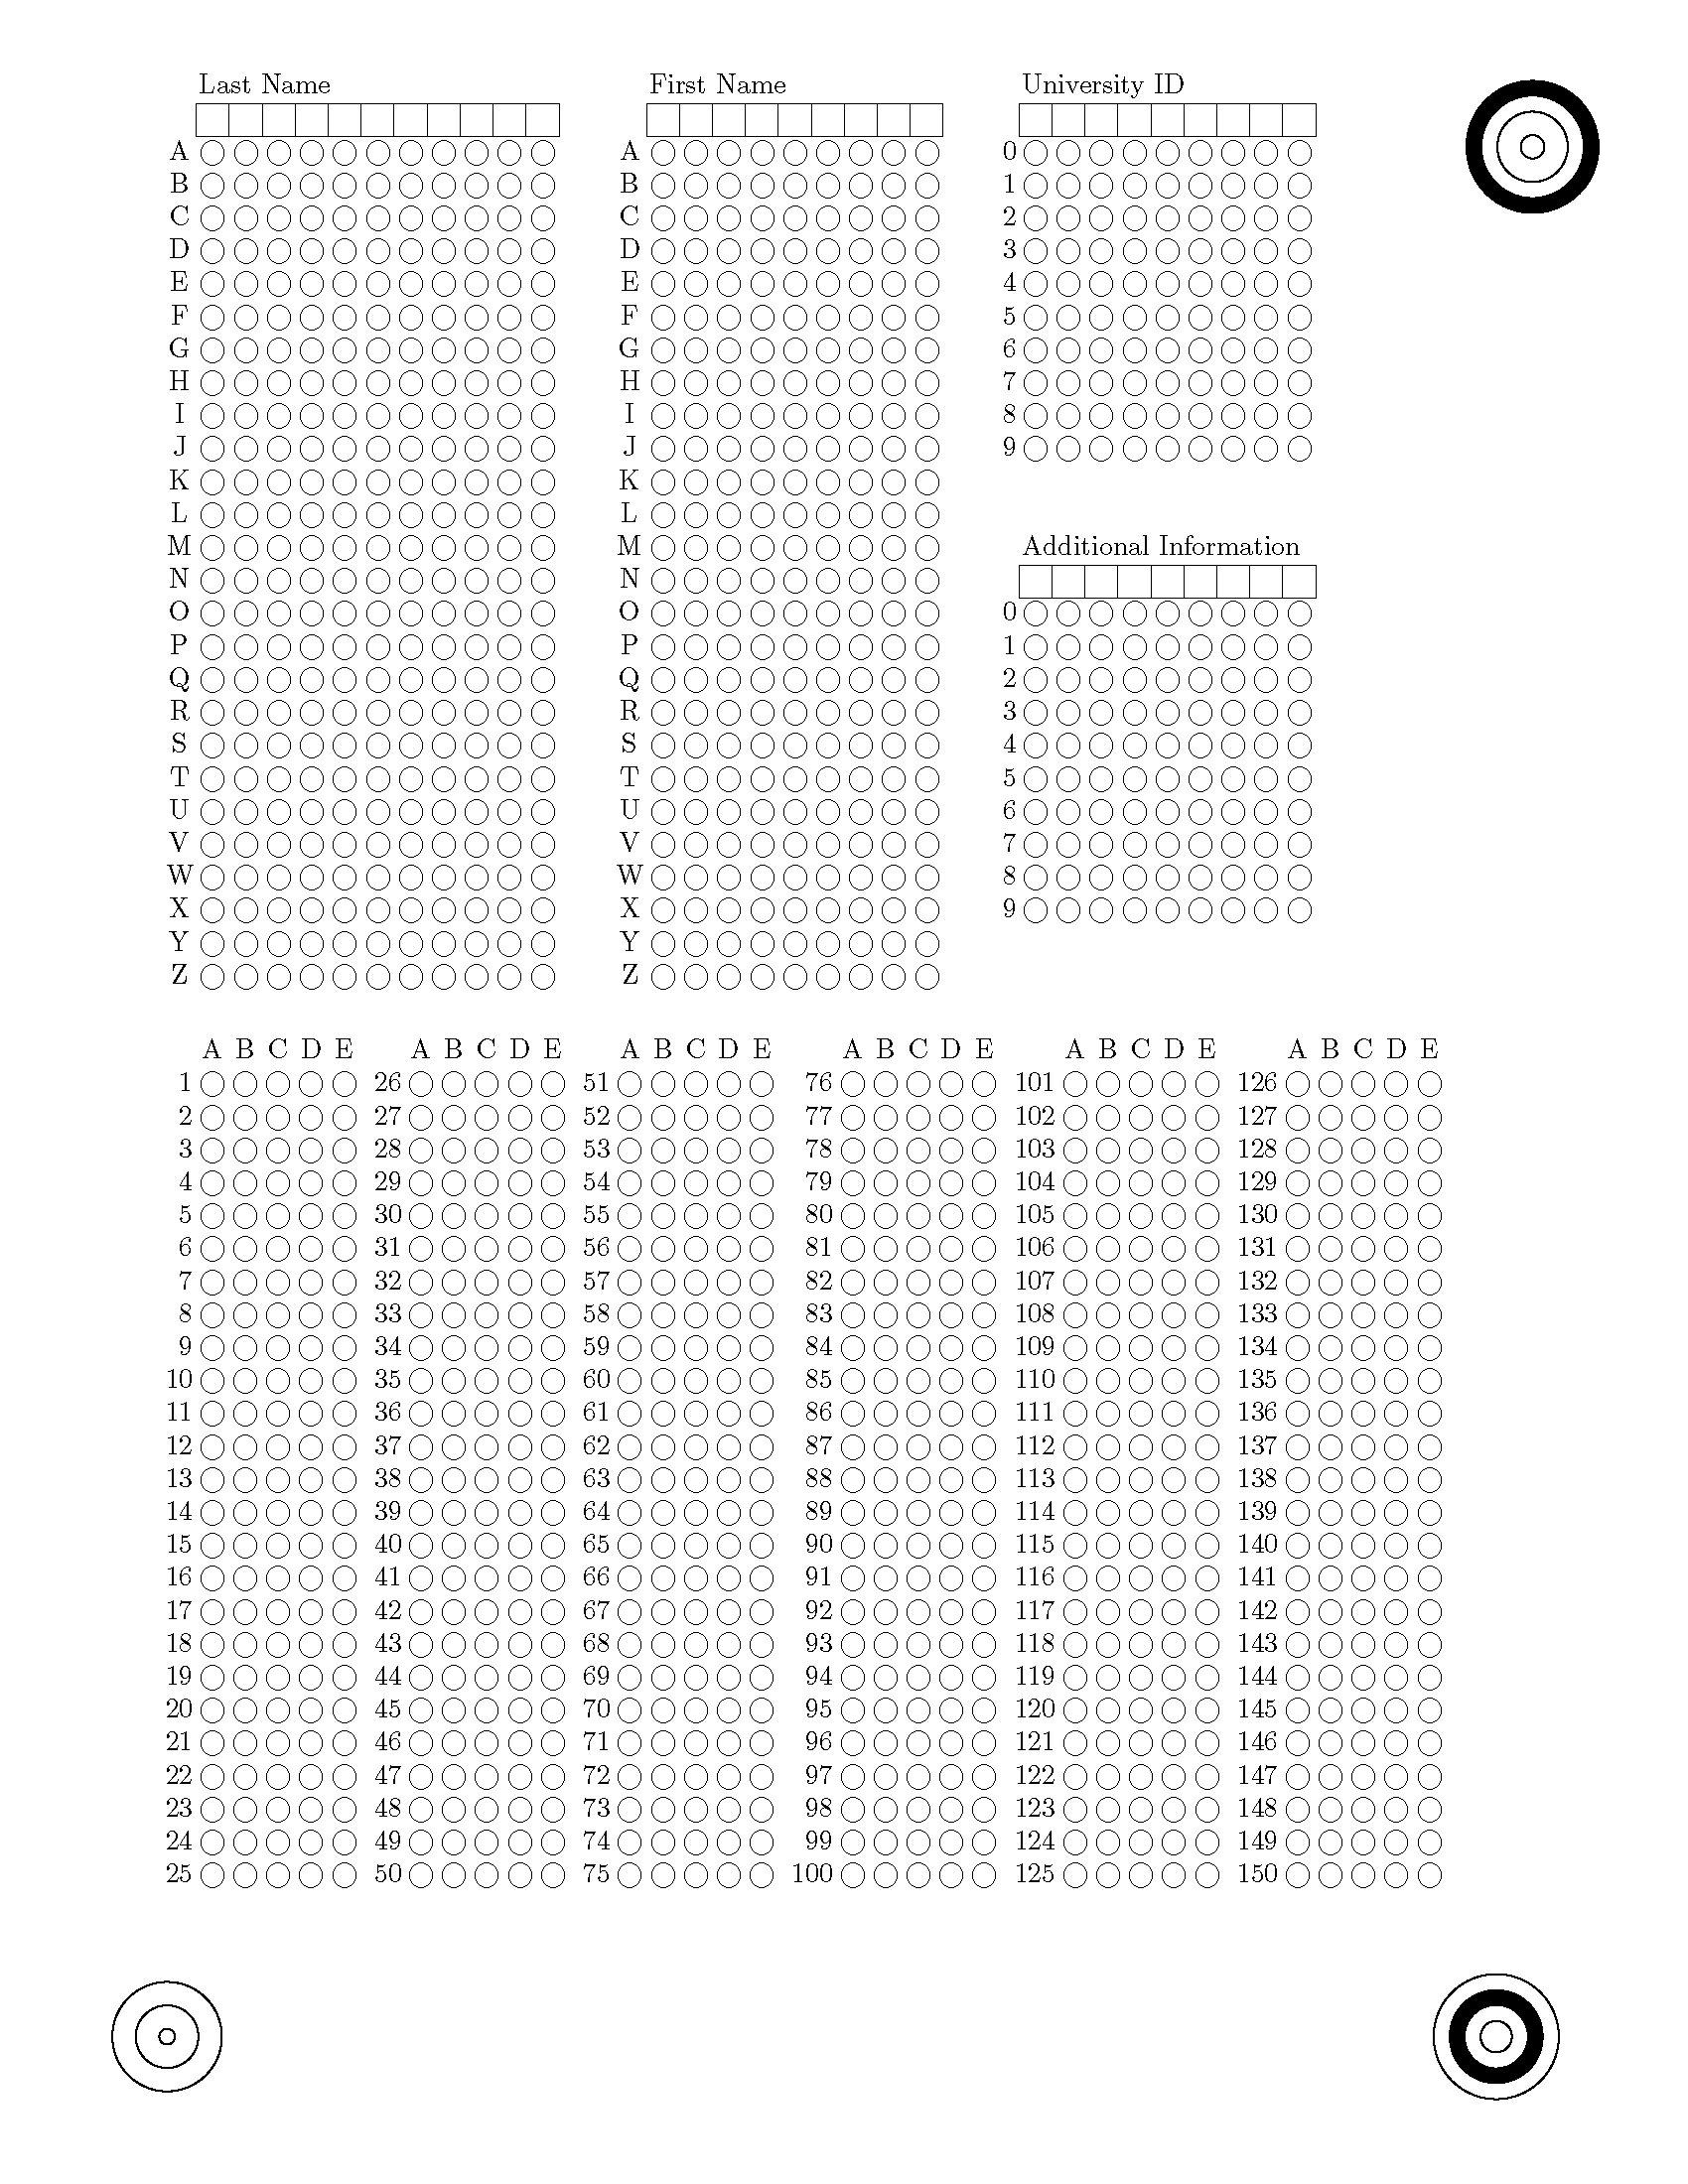 Last Name First Name University ID
A A 0
B B 1
C C 2
D D 3
E E 4
F F 5
G G 6
H H 7
I I 8
J J 9
K K
L L
M M Additional Information
N N
O O 0
P P 1
Q Q 2
R R 3
S S 4
T T 5
U U 6
V V 7
W W 8
X X 9
Y Y
Z Z
A B C D E A B C D E A B C D E A B C D E A B C D E A B C D E
1 26 51 76 101 126
2 27 52 77 102 127
3 28 53 78 103 128
4 29 54 79 104 129
5 30 55 80 105 130
6 31 56 81 106 131
7 32 57 82 107 132
8 33 58 83 108 133
9 34 59 84 109 134
10 35 60 85 110 135
11 36 61 86 111 136
12 37 62 87 112 137
13 38 63 88 113 138
14 39 64 89 114 139
15 40 65 90 115 140
16 41 66 91 116 141
17 42 67 92 117 142
18 43 68 93 118 143
19 44 69 94 119 144
20 45 70 95 120 145
21 46 71 96 121 146
22 47 72 97 122 147
23 48 73 98 123 148
24 49 74 99 124 149
25 50 75 100 125 150